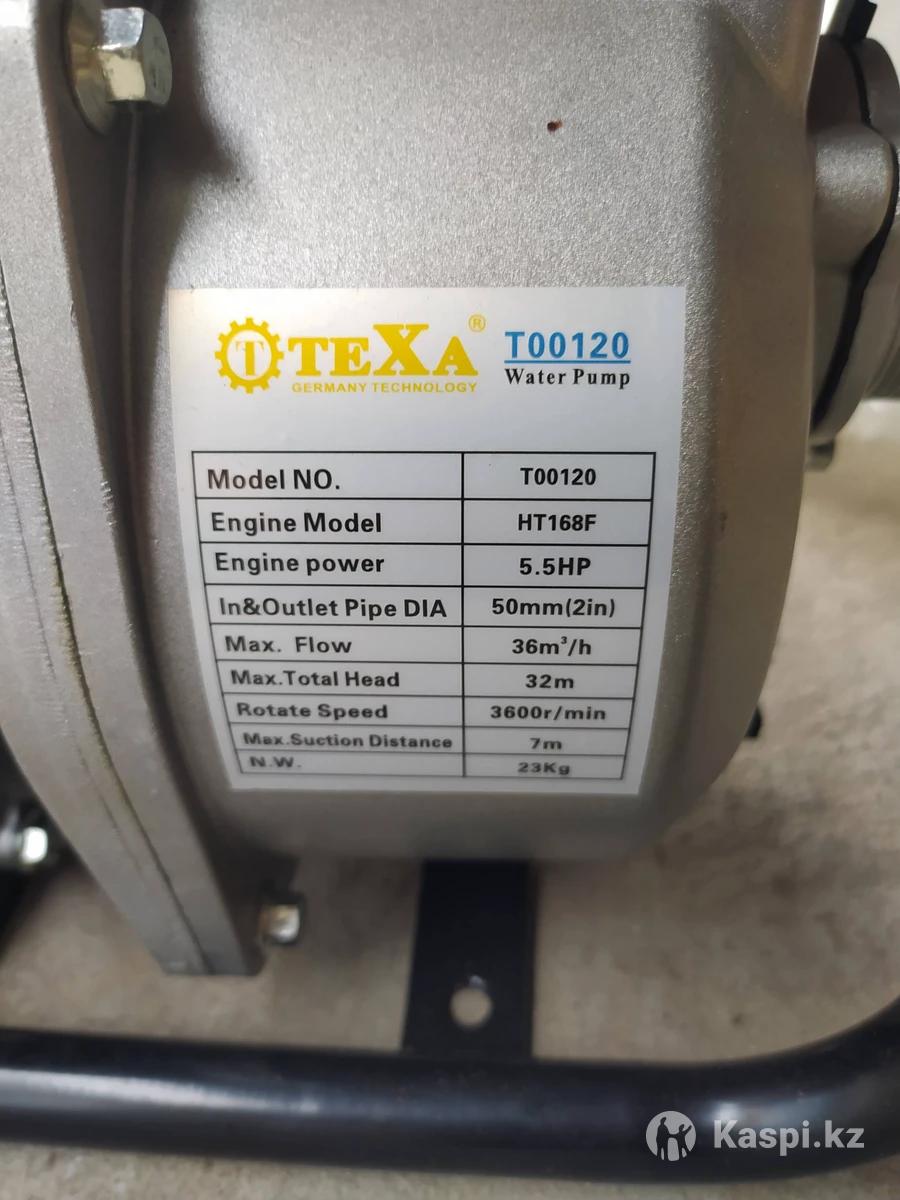 T TEXA® T00120
GERMANY TECHNOLOGY Water Pump
Model NO. T00120
Engine Model HT168F
Engine power 5.5HP
In&Outlet Pipe DIA 50mm(2in)
Max. Flow 36m³/h
Max.Total Head 32m
Rotate Speed 3600r/min
Max.Suction Distance 7m
N.W. 23Kg
Kaspi.kz